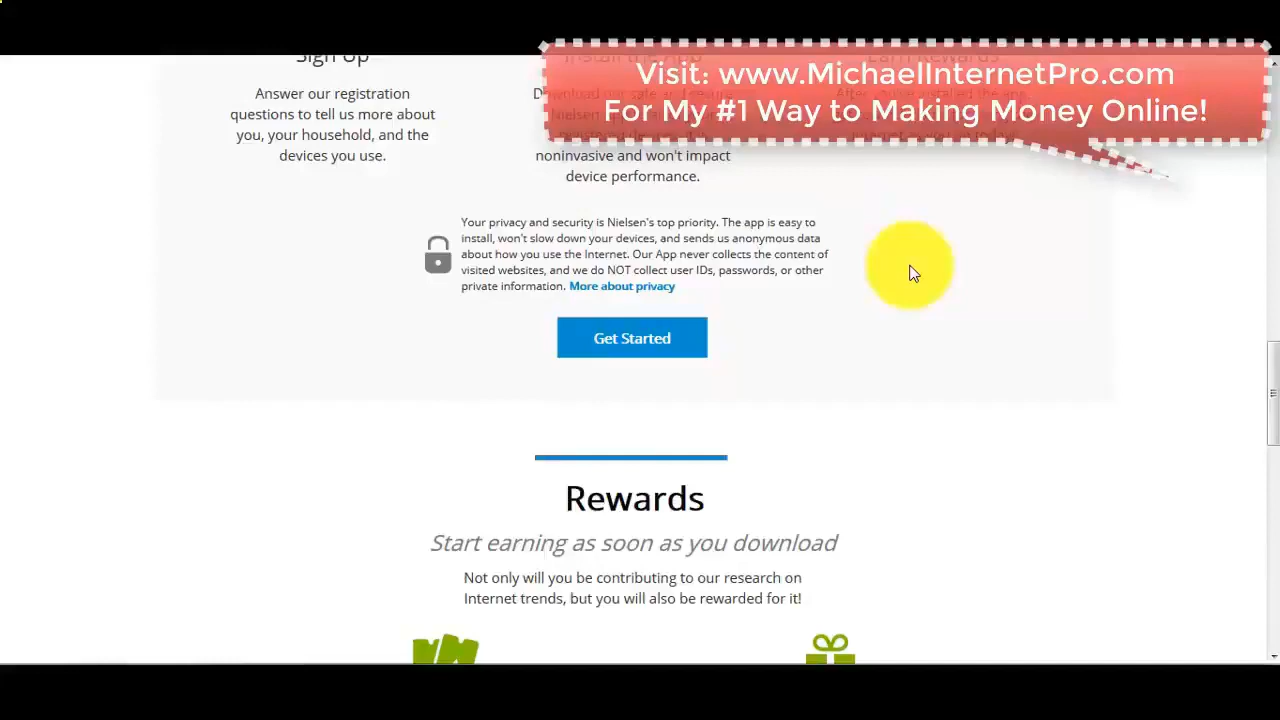 Visit: www.MichaelInternetPro.com
For My #1 Way to Making Money Online!
Sign Up
Answer our registration
questions to tell us more about
you, your household, and the
devices you use.
noninvasive and won't impact
device performance.
Your privacy and security is Nielsen's top priority. The app is easy to
install, won't slow down your devices, and sends us anonymous data
about how you use the Internet. Our App never collects the content of
visited websites, and we do NOT collect user IDs, passwords, or other
private information. More about privacy
Get Started
Rewards
Start earning as soon as you download
Not only will you be contributing to our research on
Internet trends, but you will also be rewarded for it!